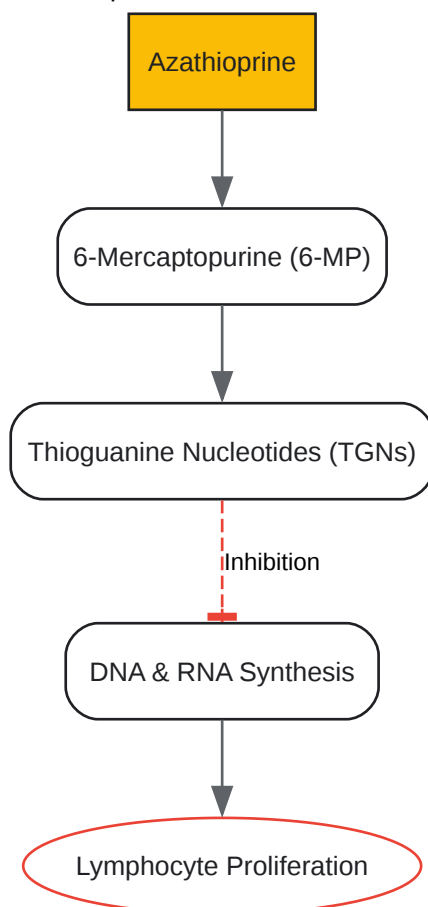 Azathioprine
6-Mercaptopurine (6-MP)
Thioguanine Nucleotides (TGNs)
Inhibition
DNA & RNA Synthesis
Lymphocyte Proliferation